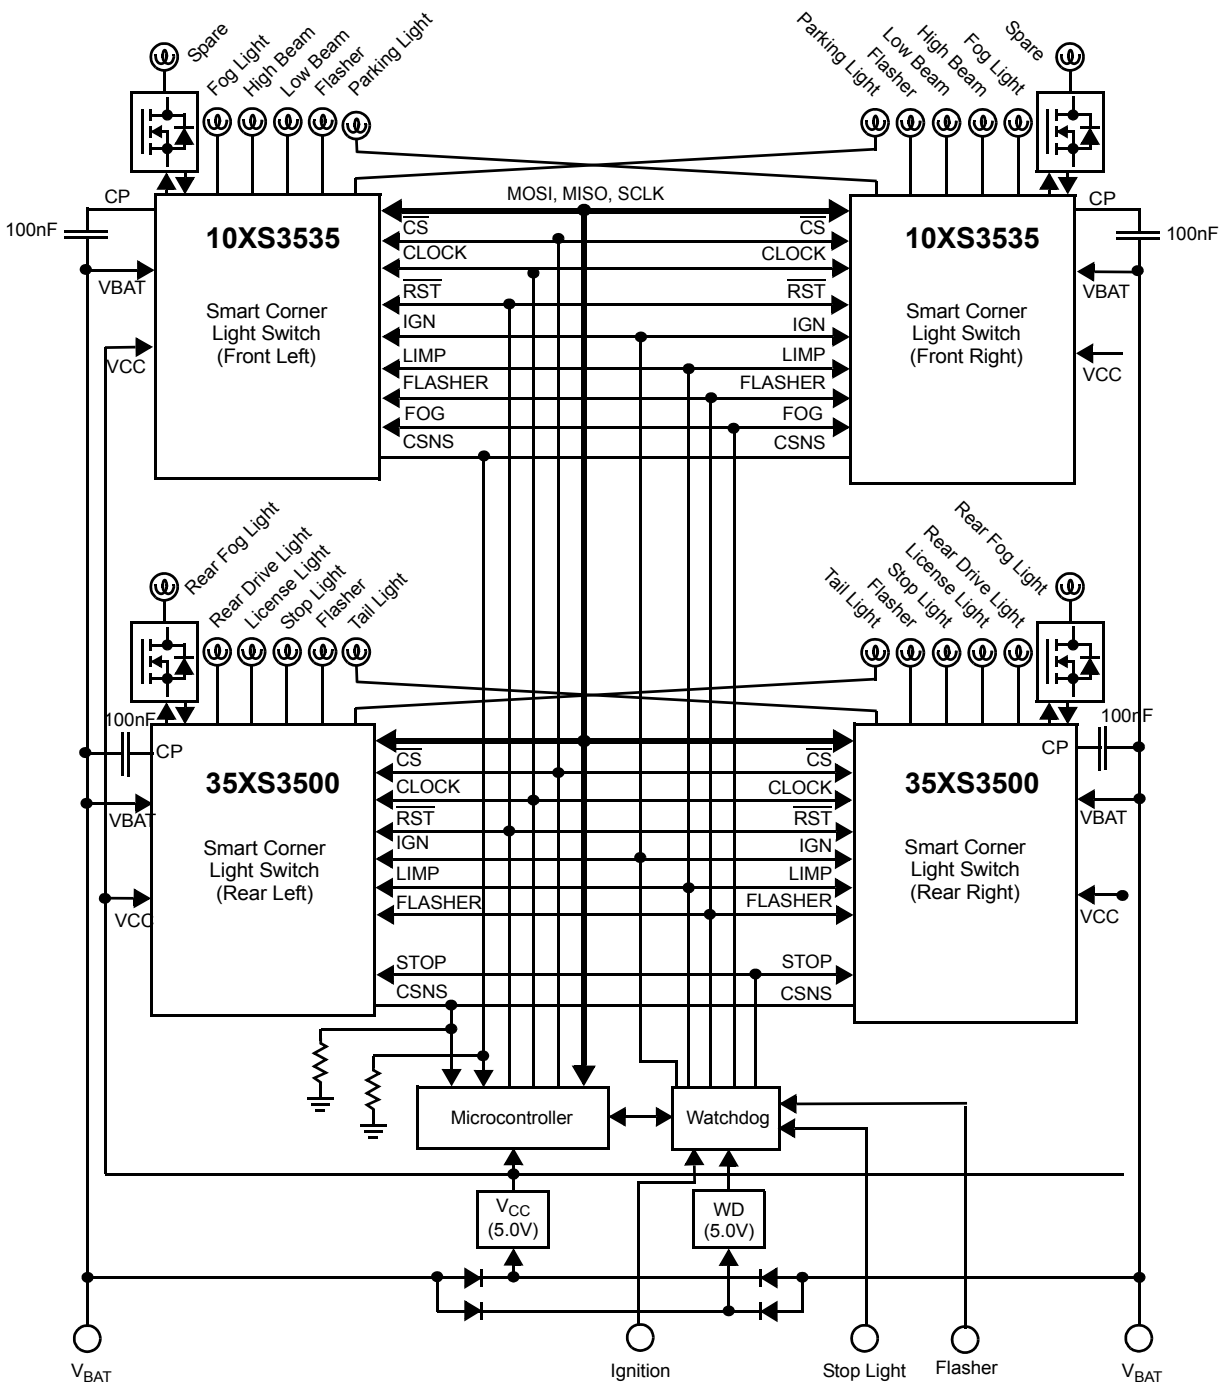 Spare
Fog Light
High Beam
Low Beam
Flasher
Parking Light
Parking Light
Flasher
Low Beam
High Beam
Fog Light
Spare
CP
100nF
VBAT
VCC
10XS3535
Smart Corner
Light Switch
(Front Left)
MOSI, MISO, SCLK
CS
CLOCK
RST
IGN
LIMP
FLASHER
FOG
CSNS
CS
CLOCK
RST
IGN
LIMP
FLASHER
FOG
CSNS
10XS3535
Smart Corner
Light Switch
(Front Right)
CP
100nF
VBAT
VCC
Rear Fog Light
Rear Drive Light
License Light
Stop Light
Flasher
Tail Light
Tail Light
Flasher
Stop Light
License Light
Rear Drive Light
Rear Fog Light
100nF
CP
VBAT
VCC
35XS3500
Smart Corner
Light Switch
(Rear Left)
CS
CLOCK
RST
IGN
LIMP
FLASHER
STOP
CSNS
CS
CLOCK
RST
IGN
LIMP
FLASHER
STOP
CSNS
35XS3500
Smart Corner
Light Switch
(Rear Right)
100nF
CP
VBAT
VCC
Microcontroller
Watchdog
VCC
(5.0V)
WD
(5.0V)
VBAT
Ignition
Stop Light
Flasher
VBAT